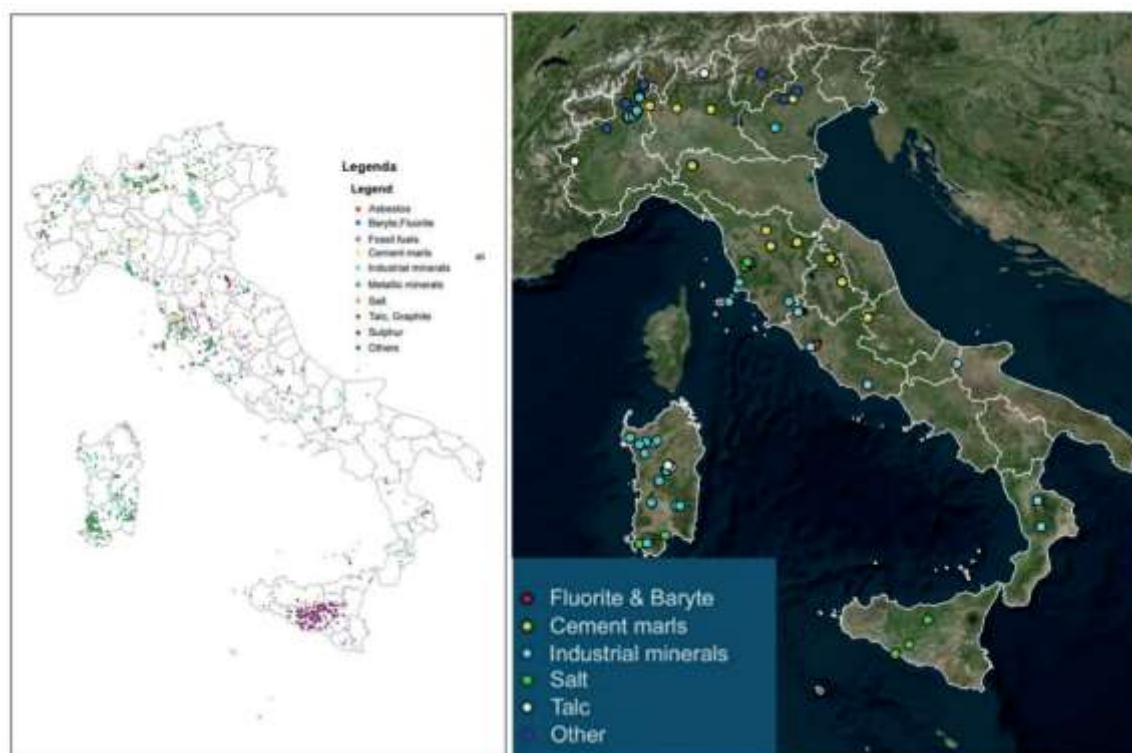 Legenda
Legend
Asbestos
Baryte, Fluorite
Fossil fuels
Cement marls
Industrial minerals
Metallic minerals
Salt
Talc, Graphite
Sulphur
Others
Fluorite & Baryte
Cement marls
Industrial minerals
Salt
Talc
Other